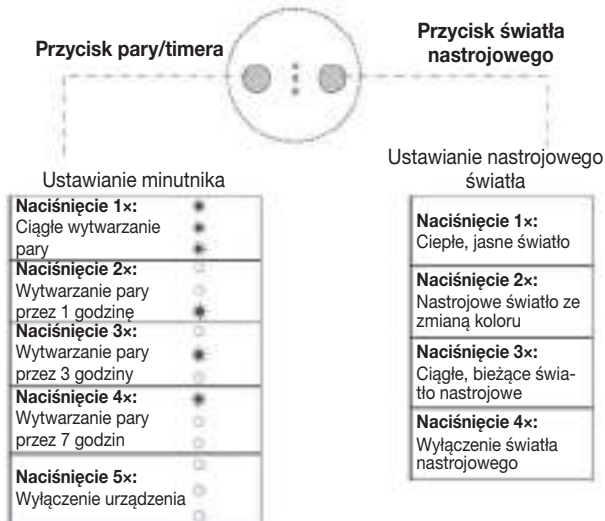 Przycisk pary/timera
Przycisk światła
nastrojowego
Ustawianie minutnika
Naciśnięcie 1×:
Ciągłe wytwarzanie
pary
Naciśnięcie 2×:
Wytwarzanie pary
przez 1 godzinę
Naciśnięcie 3×:
Wytwarzanie pary
przez 3 godziny
Naciśnięcie 4×:
Wytwarzanie pary
przez 7 godzin
Naciśnięcie 5×:
Wyłączenie urządzenia
Ustawianie nastrojowego
światła
Naciśnięcie 1×:
Ciepłe, jasne światło
Naciśnięcie 2×:
Nastrojowe światło ze
zmianą koloru
Naciśnięcie 3×:
Ciągłe, bieżące świa-
tło nastrojowe
Naciśnięcie 4×:
Wyłączenie światła
nastrojowego